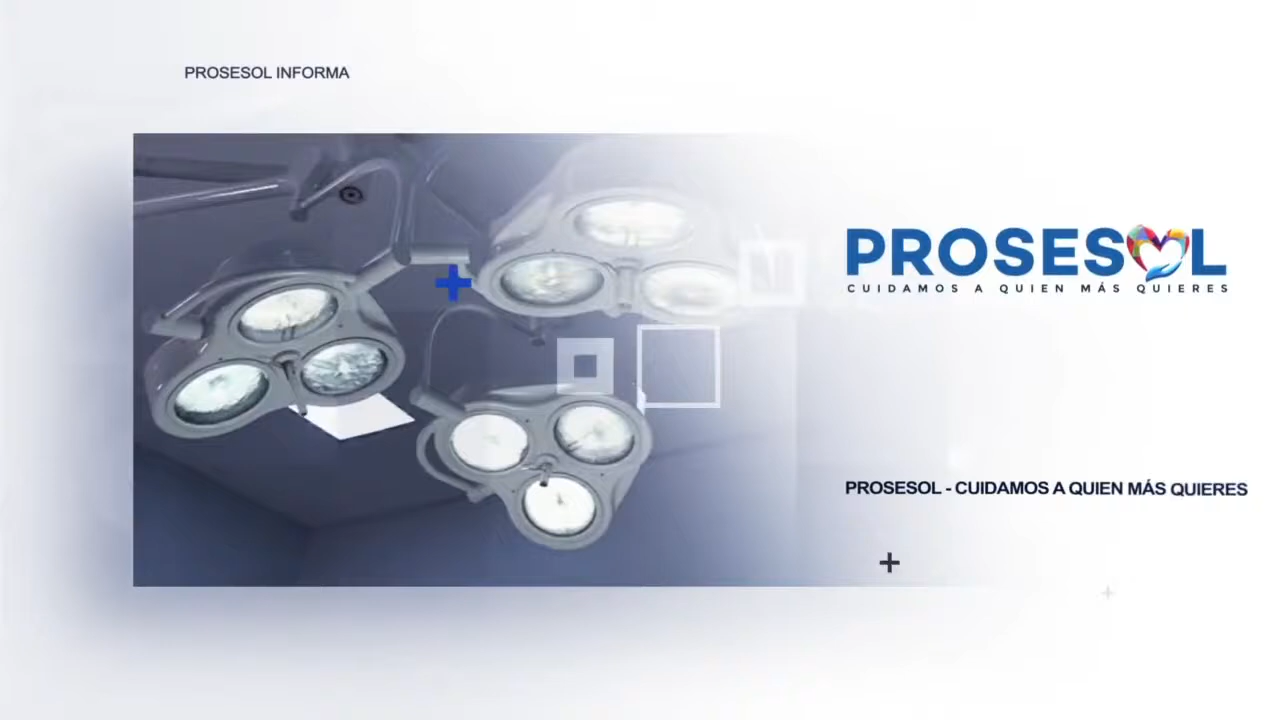 PROSESOL INFORMA
PROSESOL
CUIDAMOS A QUIEN MÁS QUIERES
PROSESOL - CUIDAMOS A QUIEN MÁS QUIERES